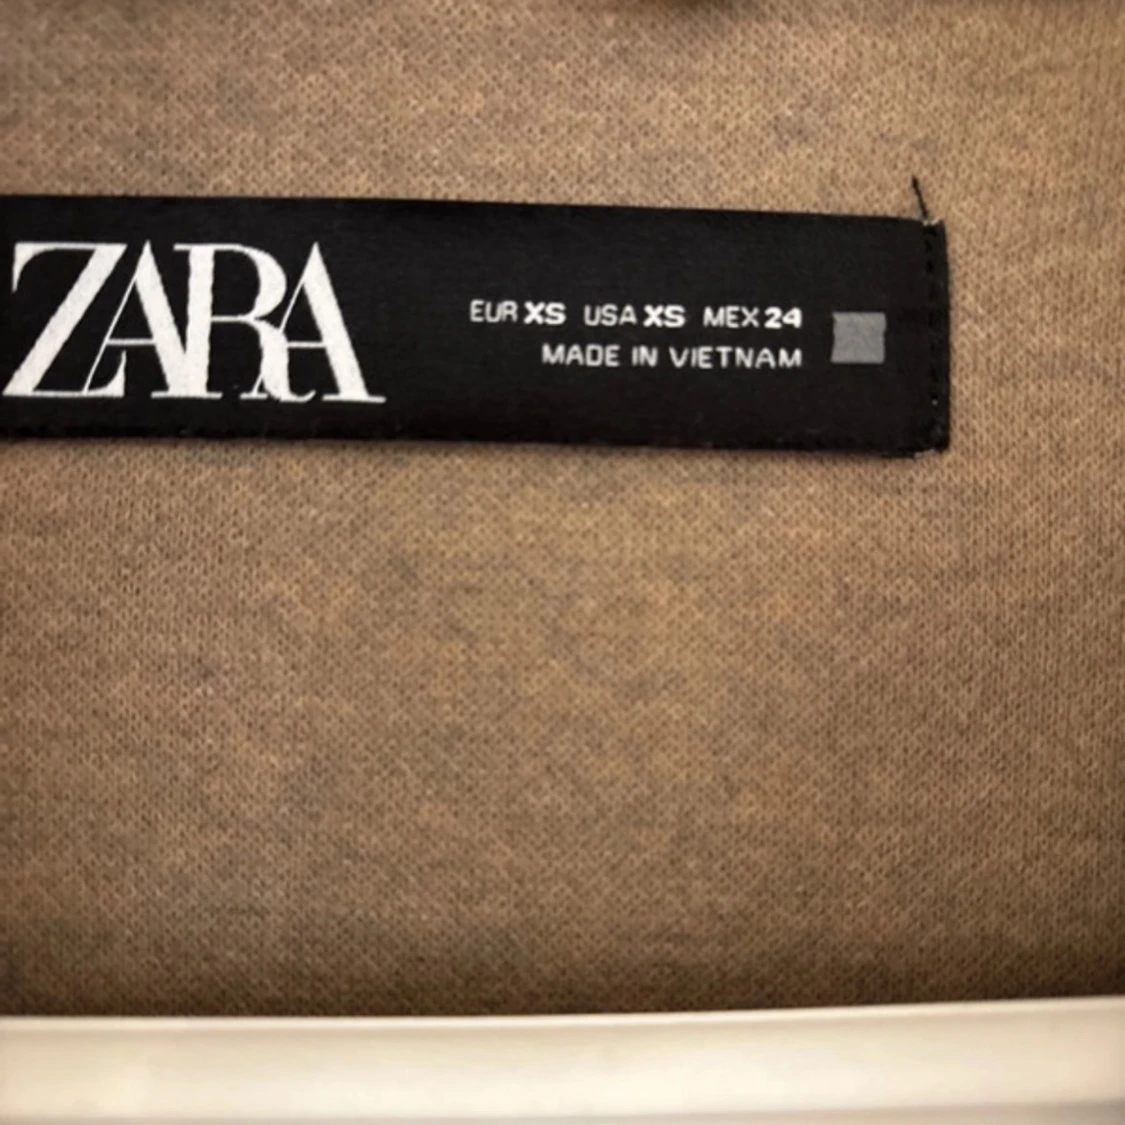 ZARA
EUR XS USA XS MEX 24
MADE IN VIETNAM